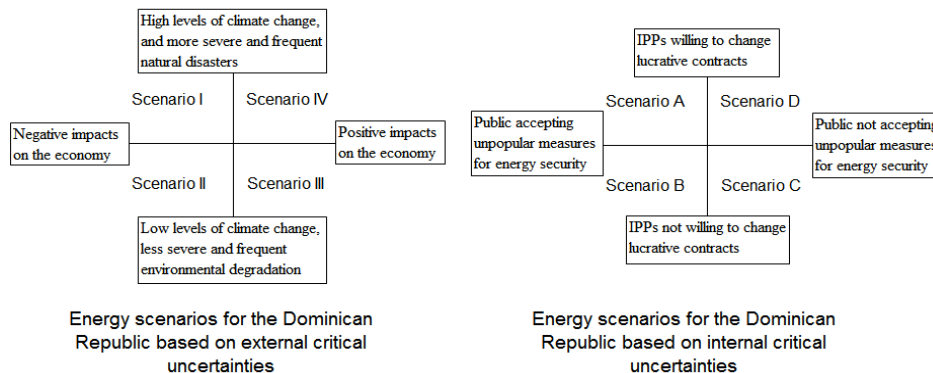 High levels of climate change,
and more severe and frequent
natural disasters
Scenario I
Scenario IV
Negative impacts
on the economy
Positive impacts
on the economy
Scenario II
Scenario III
Low levels of climate change,
less severe and frequent
environmental degradation
Energy scenarios for the Dominican
Republic based on external critical
uncertainties
IPPs willing to change
lucrative contracts
Scenario A
Scenario D
Public accepting
unpopular measures
for energy security
Public not accepting
unpopular measures
for energy security
Scenario B
Scenario C
IPPs not willing to change
lucrative contracts
Energy scenarios for the Dominican
Republic based on internal critical
uncertainties